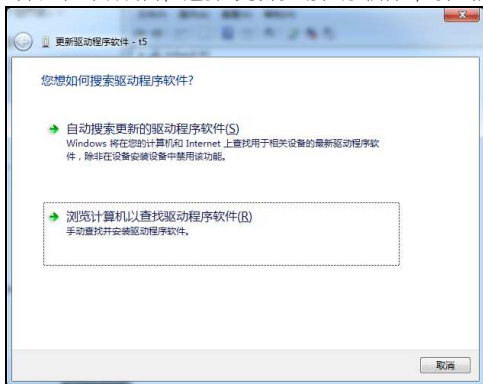 更新驱动程序软件 - t5
您想如何搜索驱动程序软件?
自动搜索更新的驱动程序软件(S)
Windows 将在您的计算机和 Internet 上查找用于相关设备的最新驱动程序软
件，除非在设备安装设置中禁用该功能。
浏览计算机以查找驱动程序软件(R)
手动查找并安装驱动程序软件。
取消